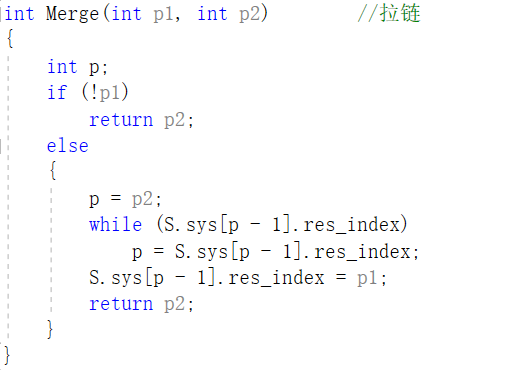 int Merge(int p1, int p2)        //拉链
{
    int p;
    if (!p1)
        return p2;
    else
    {
        p = p2;
        while (S.sys[p - 1].res_index)
            p = S.sys[p - 1].res_index;
        S.sys[p - 1].res_index = p1;
        return p2;
    }
}